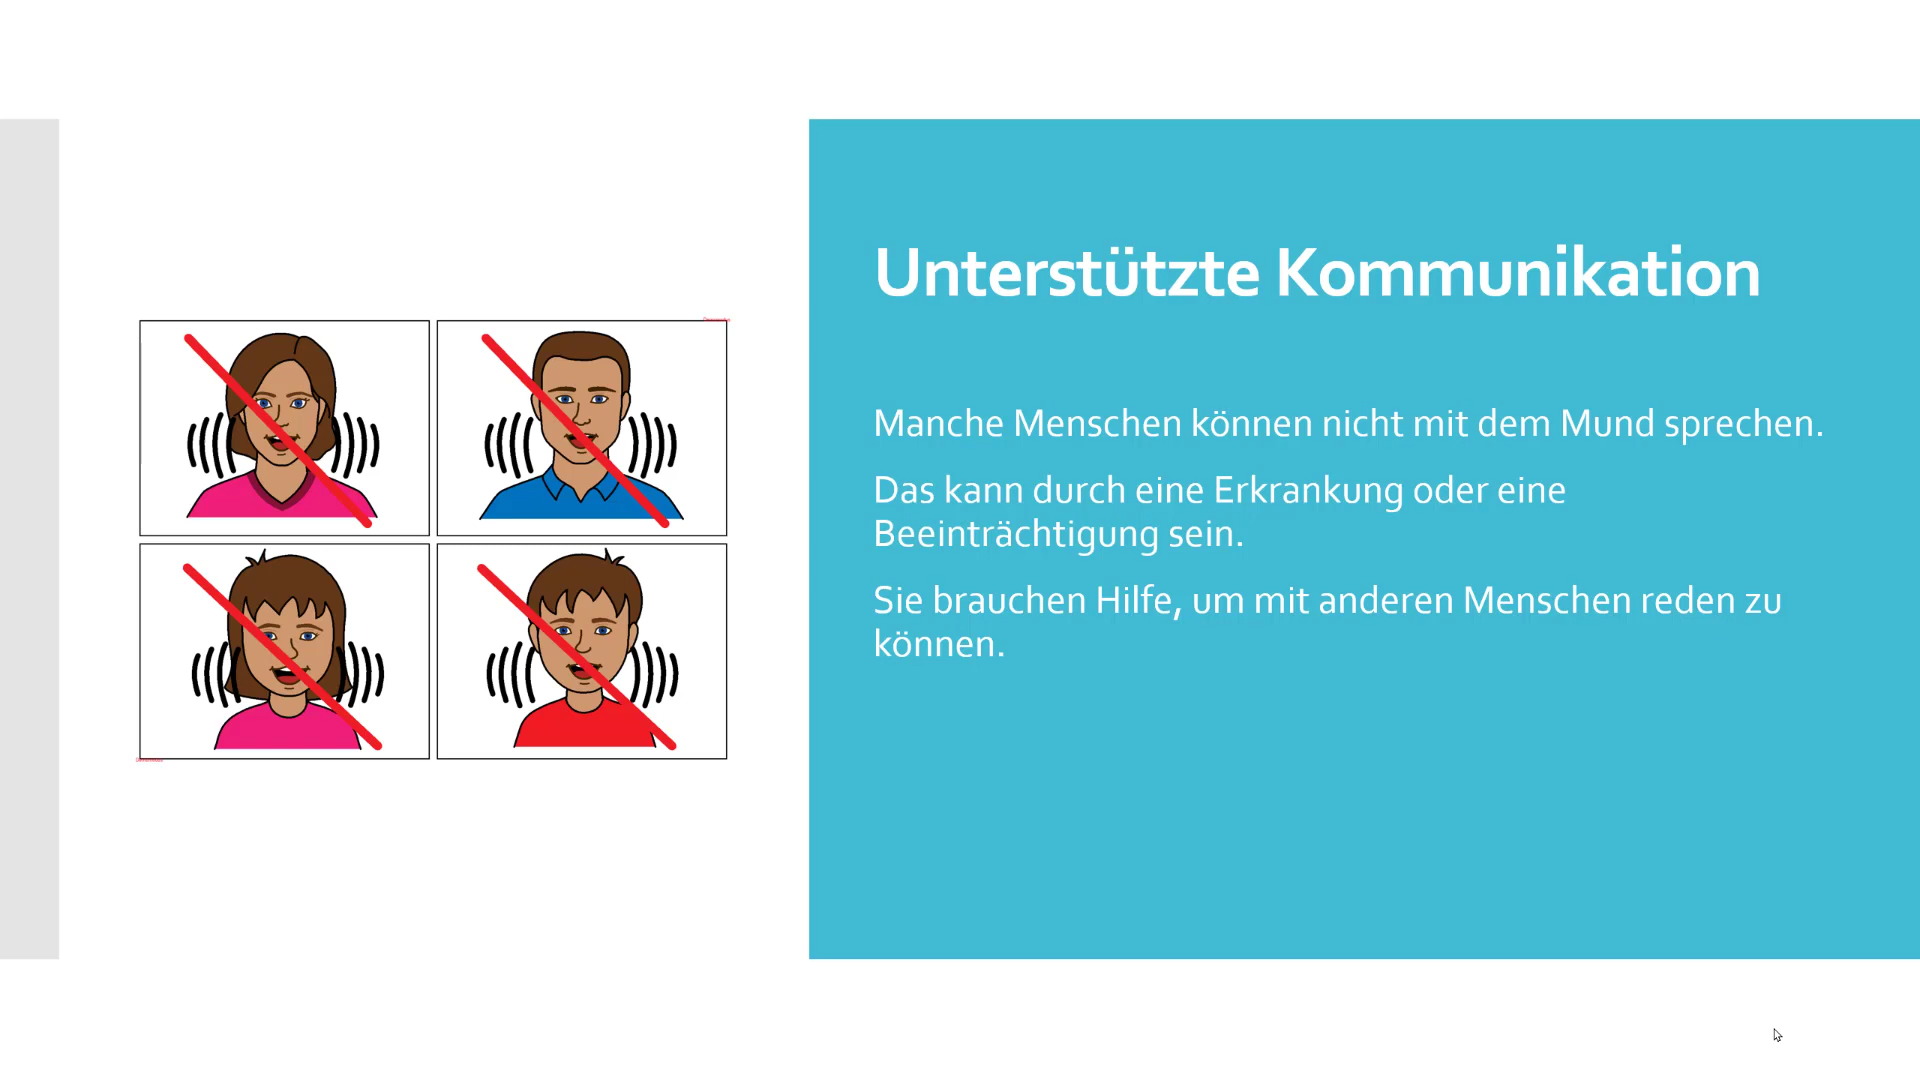 Unterstützte Kommunikation
Manche Menschen können nicht mit dem Mund sprechen.
Das kann durch eine Erkrankung oder eine
Beeinträchtigung sein.
Sie brauchen Hilfe, um mit anderen Menschen reden zu
können.